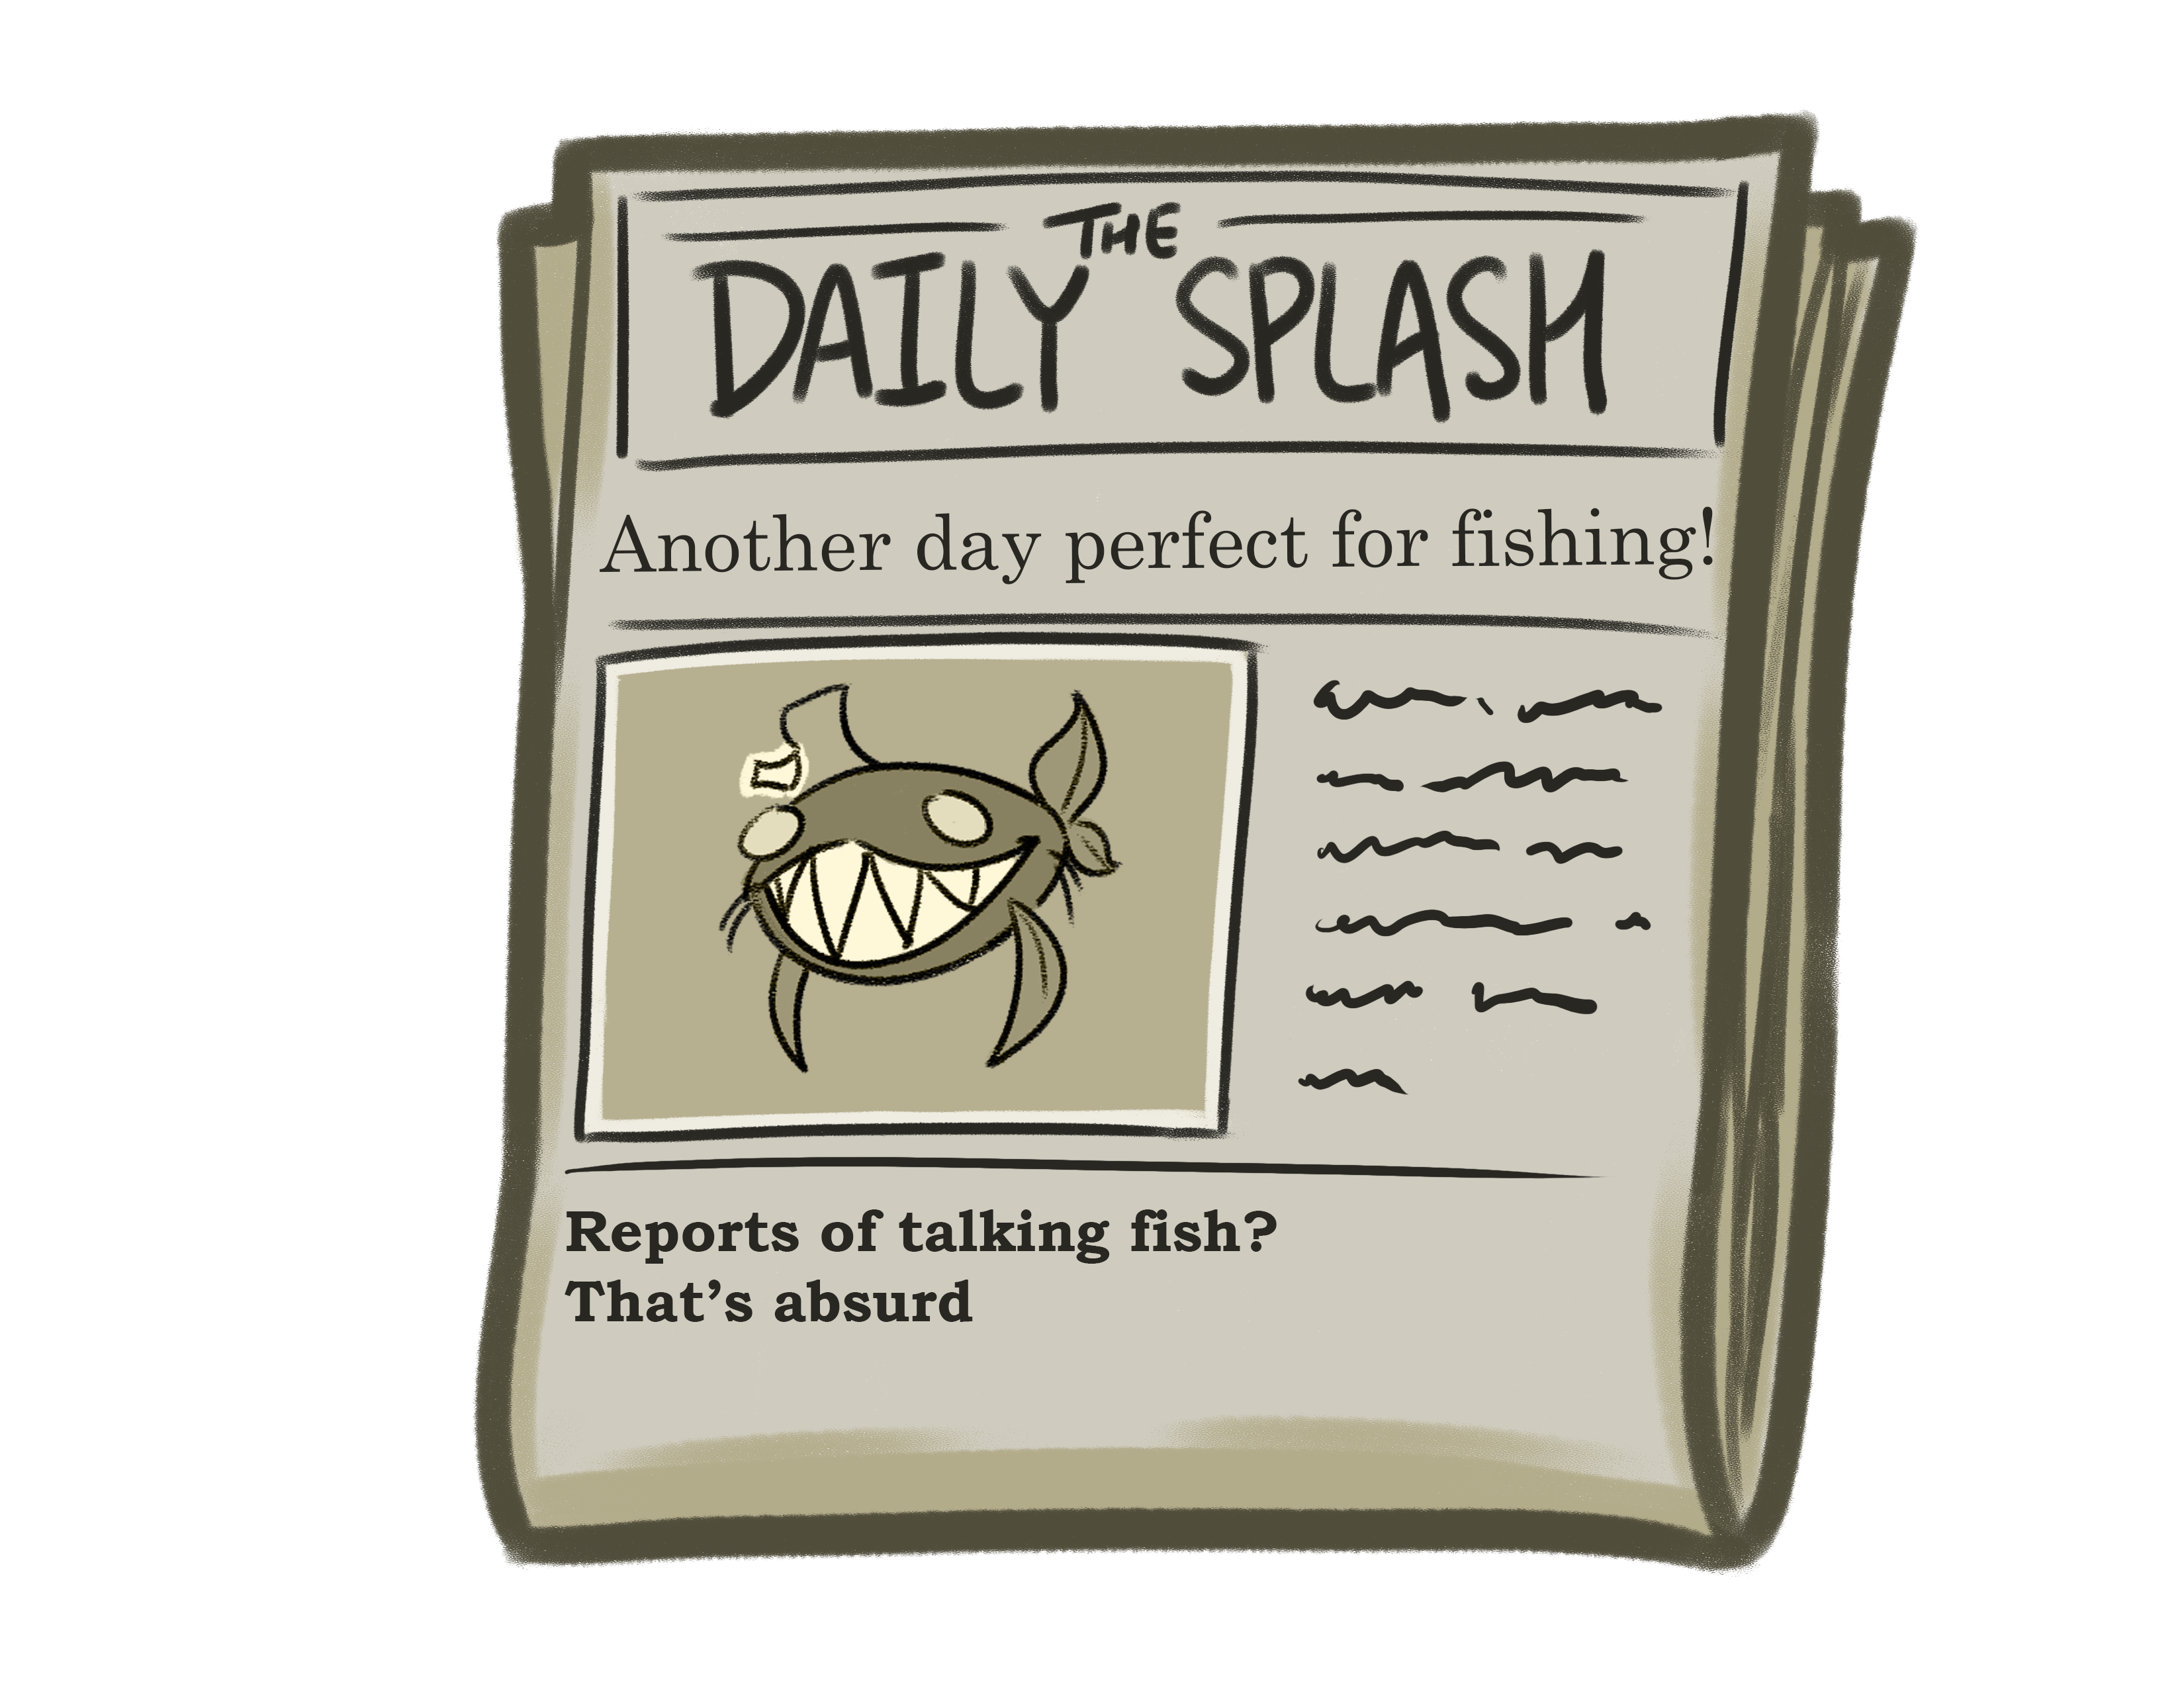 THE
DAILY SPLASH
Another day perfect for fishing!
Reports of talking fish?
That’s absurd